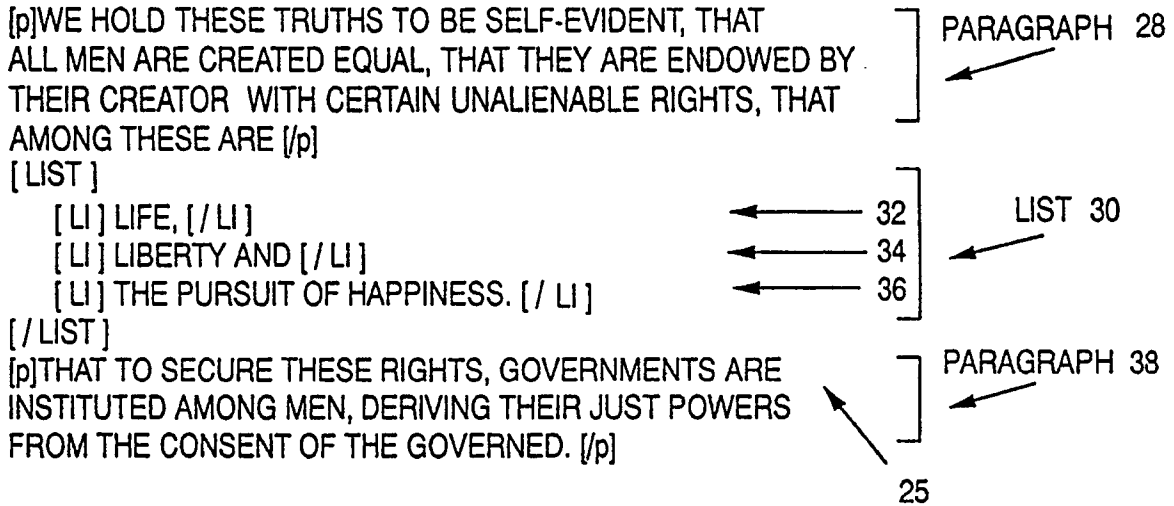 [p]WE HOLD THESE TRUTHS TO BE SELF-EVIDENT, THAT
ALL MEN ARE CREATED EQUAL, THAT THEY ARE ENDOWED BY
THEIR CREATOR WITH CERTAIN UNALIENABLE RIGHTS, THAT
AMONG THESE ARE [/p]
PARAGRAPH 28
[ LIST ]
[ LI ] LIFE, [ / LI ] 32
[ LI ] LIBERTY AND [ / LI ] 34
[ LI ] THE PURSUIT OF HAPPINESS. [ / LI ] 36
[ / LIST ]
LIST 30
[p]THAT TO SECURE THESE RIGHTS, GOVERNMENTS ARE
INSTITUTED AMONG MEN, DERIVING THEIR JUST POWERS
FROM THE CONSENT OF THE GOVERNED. [/p]
PARAGRAPH 38
25